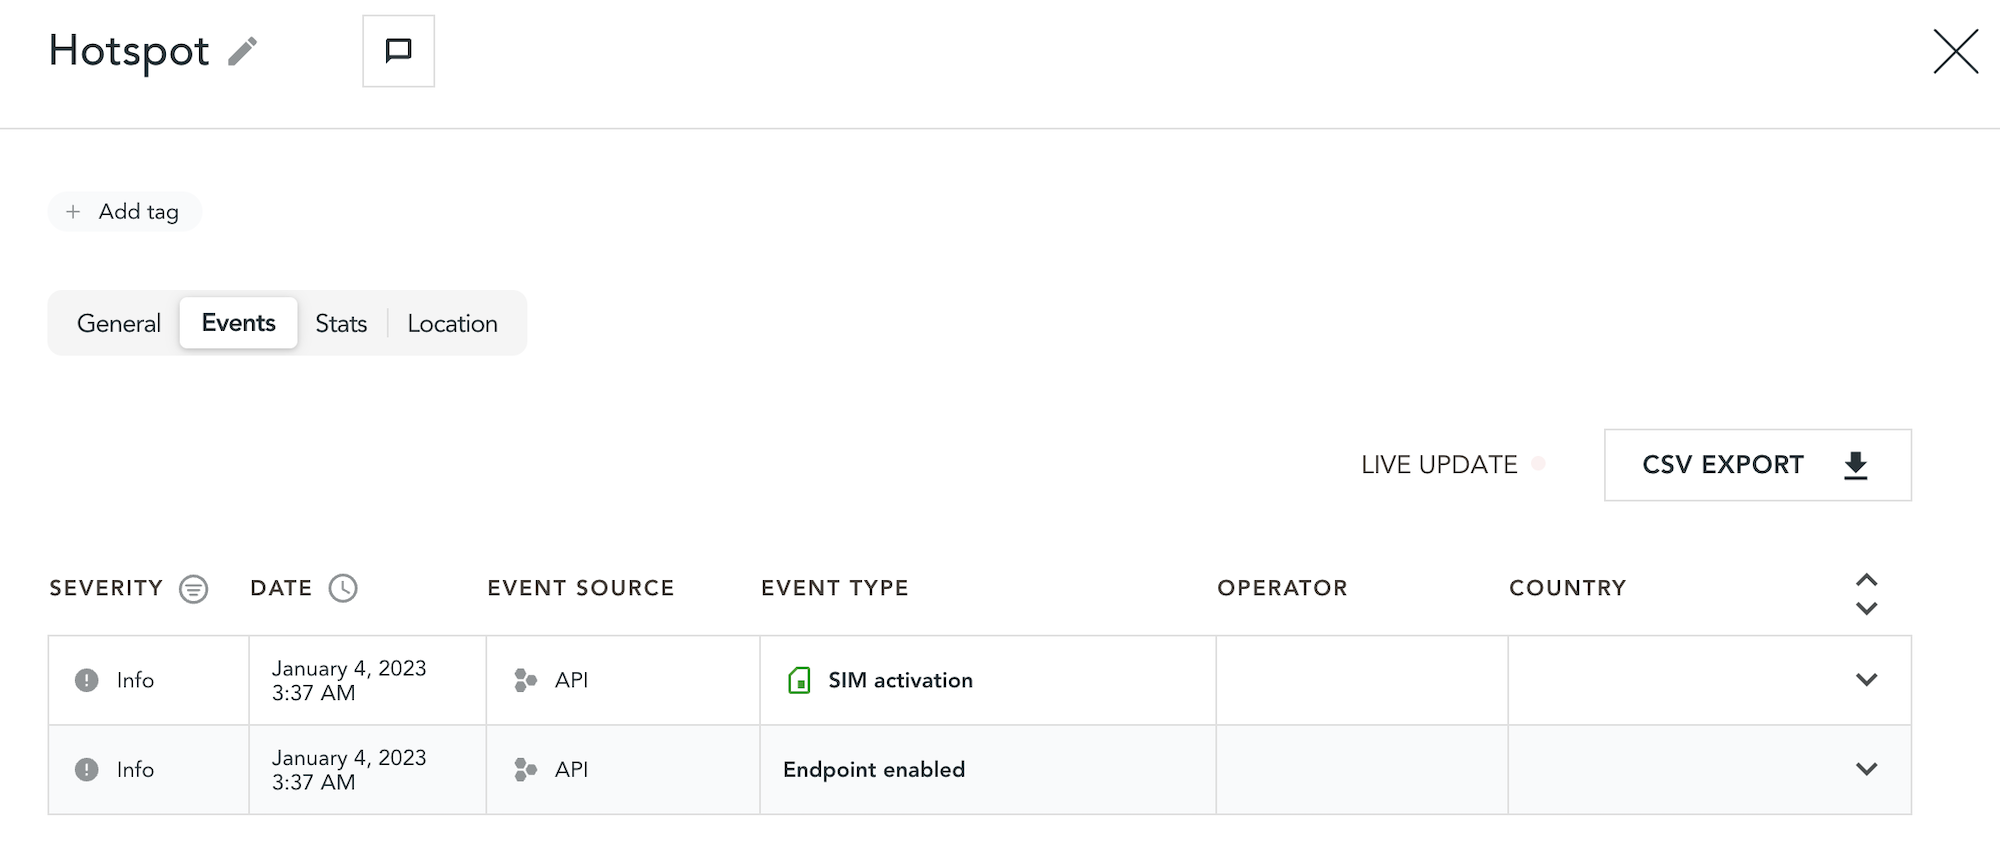 Hotspot
+ Add tag
General Events Stats Location
LIVE UPDATE CSV EXPORT
SEVERITY DATE EVENT SOURCE EVENT TYPE OPERATOR COUNTRY
Info January 4, 2023 3:37 AM API SIM activation
Info January 4, 2023 3:37 AM API Endpoint enabled